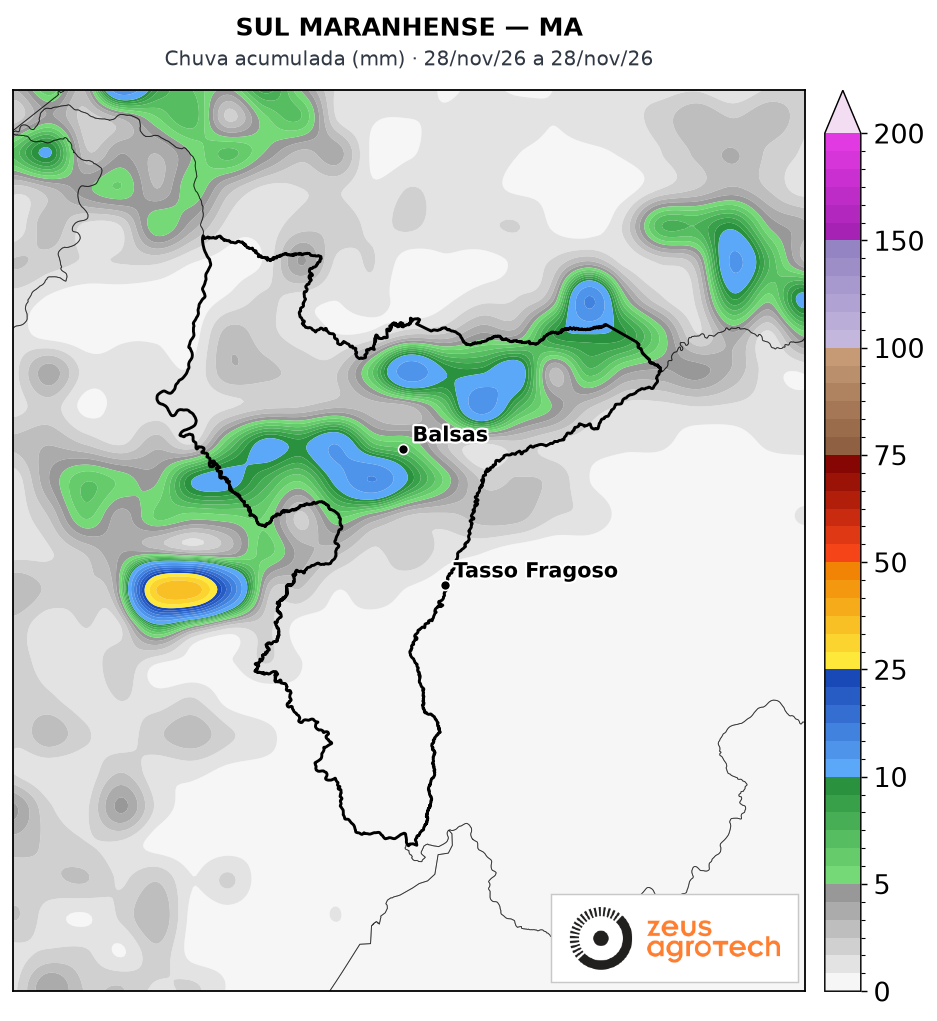 SUL MARANHENSE — MA
Chuva acumulada (mm) · 28/nov/26 a 28/nov/26
200
150
100
75
50
25
10
5
0
Balsas
Tasso Fragoso
zeus
agrotech